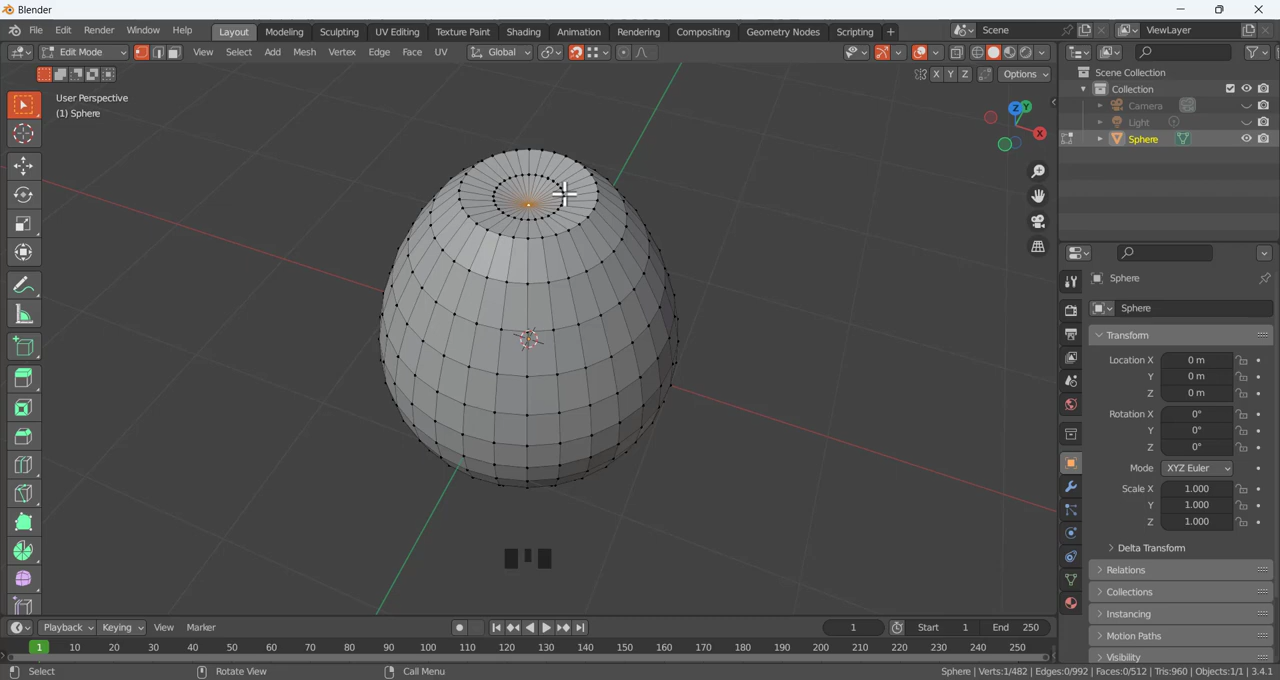 Blender
File Edit Render Window Help Layout Modeling Sculpting UV Editing Texture Paint Shading Animation Rendering Compositing Geometry Nodes Scripting + Scene ViewLayer
Edit Mode View Select Add Mesh Vertex Edge Face UV Global
X Y Z Options
User Perspective
(1) Sphere
Z Y X
Scene Collection
Collection
Camera
Light
Sphere
Sphere
Sphere
Transform
Location X 0 m
Y 0 m
Z 0 m
Rotation X 0°
Y 0°
Z 0°
Mode XYZ Euler
Scale X 1.000
Y 1.000
Z 1.000
Delta Transform
Relations
Collections
Instancing
Motion Paths
Visibility
Playback Keying View Marker 1 Start 1 End 250
1 10 20 30 40 50 60 70 80 90 100 110 120 130 140 150 160 170 180 190 200 210 220 230 240 250
Select Rotate View Call Menu Sphere | Verts:1/482 | Edges:0/992 | Faces:0/512 | Tris:960 | Objects:1/1 | 3.4.1